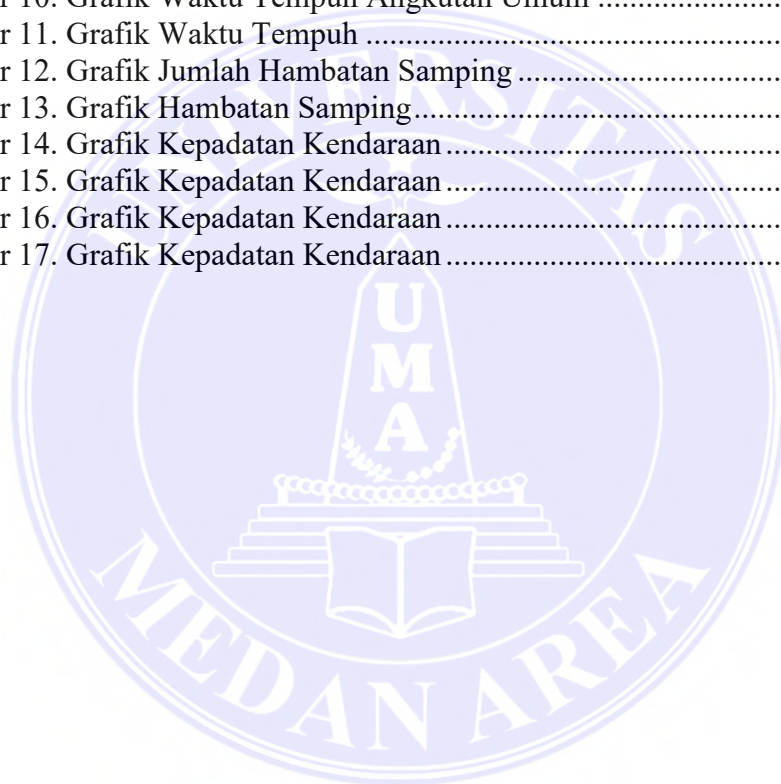 r 10. Grafik Waktu Tempuh Angkutan Umum ........................
r 11. Grafik Waktu Tempuh ......................................................
r 12. Grafik Jumlah Hambatan Samping ..................................
r 13. Grafik Hambatan Samping................................................
r 14. Grafik Kepadatan Kendaraan ...........................................
r 15. Grafik Kepadatan Kendaraan ...........................................
r 16. Grafik Kepadatan Kendaraan ...........................................
r 17. Grafik Kepadatan Kendaraan ...........................................
UNIVERSITAS
U
M
A
MEDAN AREA